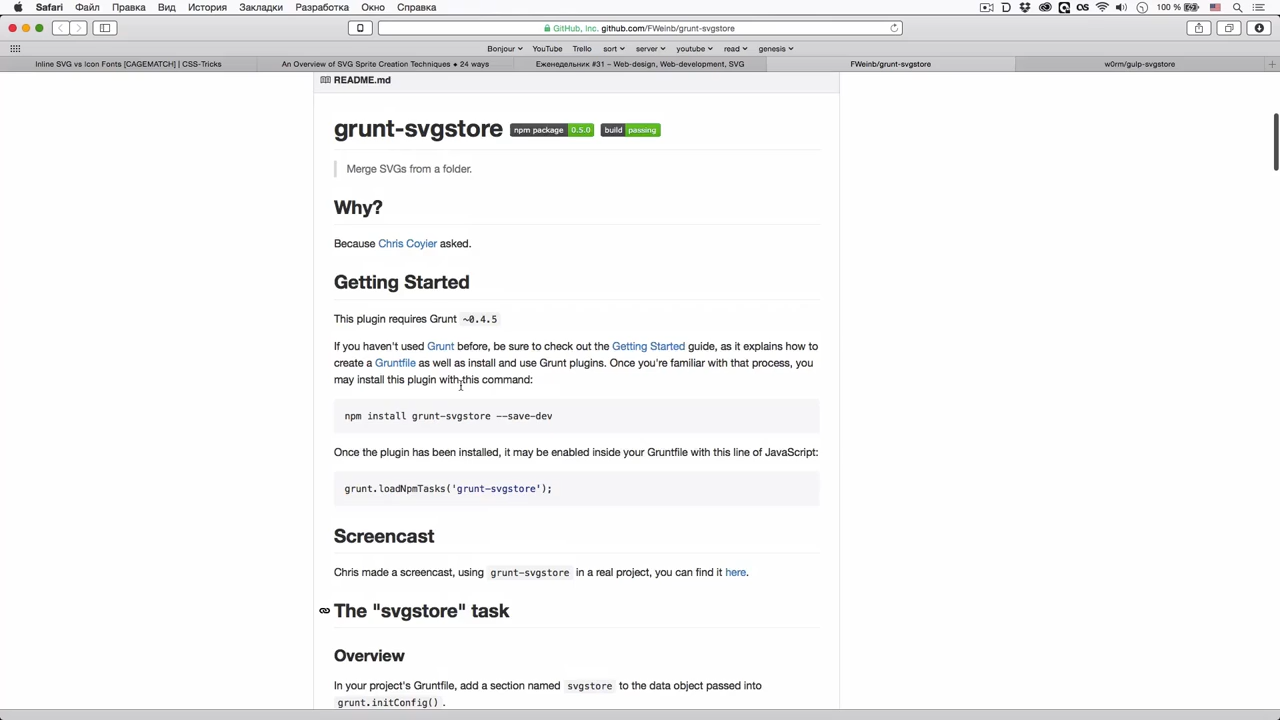 Safari Файл Правка Вид История Закладки Разработка Окно Справка 100 %
GitHub, Inc. github.com/FWeinb/grunt-svgstore
Bonjour YouTube Trello sort server youtube read genesis
Inline SVG vs Icon Fonts [CAGEMATCH] | CSS-Tricks An Overview of SVG Sprite Creation Techniques ◆ 24 ways Еженедельник #31 – Web-design, Web-development, SVG FWeinb/grunt-svgstore w0rm/gulp-svgstore
README.md
grunt-svgstore npm package 0.5.0 build passing
Merge SVGs from a folder.
Why?
Because Chris Coyier asked.
Getting Started
This plugin requires Grunt ~0.4.5
If you haven't used Grunt before, be sure to check out the Getting Started guide, as it explains how to
create a Gruntfile as well as install and use Grunt plugins. Once you're familiar with that process, you
may install this plugin with this command:
npm install grunt-svgstore --save-dev
Once the plugin has been installed, it may be enabled inside your Gruntfile with this line of JavaScript:
grunt.loadNpmTasks('grunt-svgstore');
Screencast
Chris made a screencast, using grunt-svgstore in a real project, you can find it here.
The "svgstore" task
Overview
In your project's Gruntfile, add a section named svgstore to the data object passed into
grunt.initConfig() .